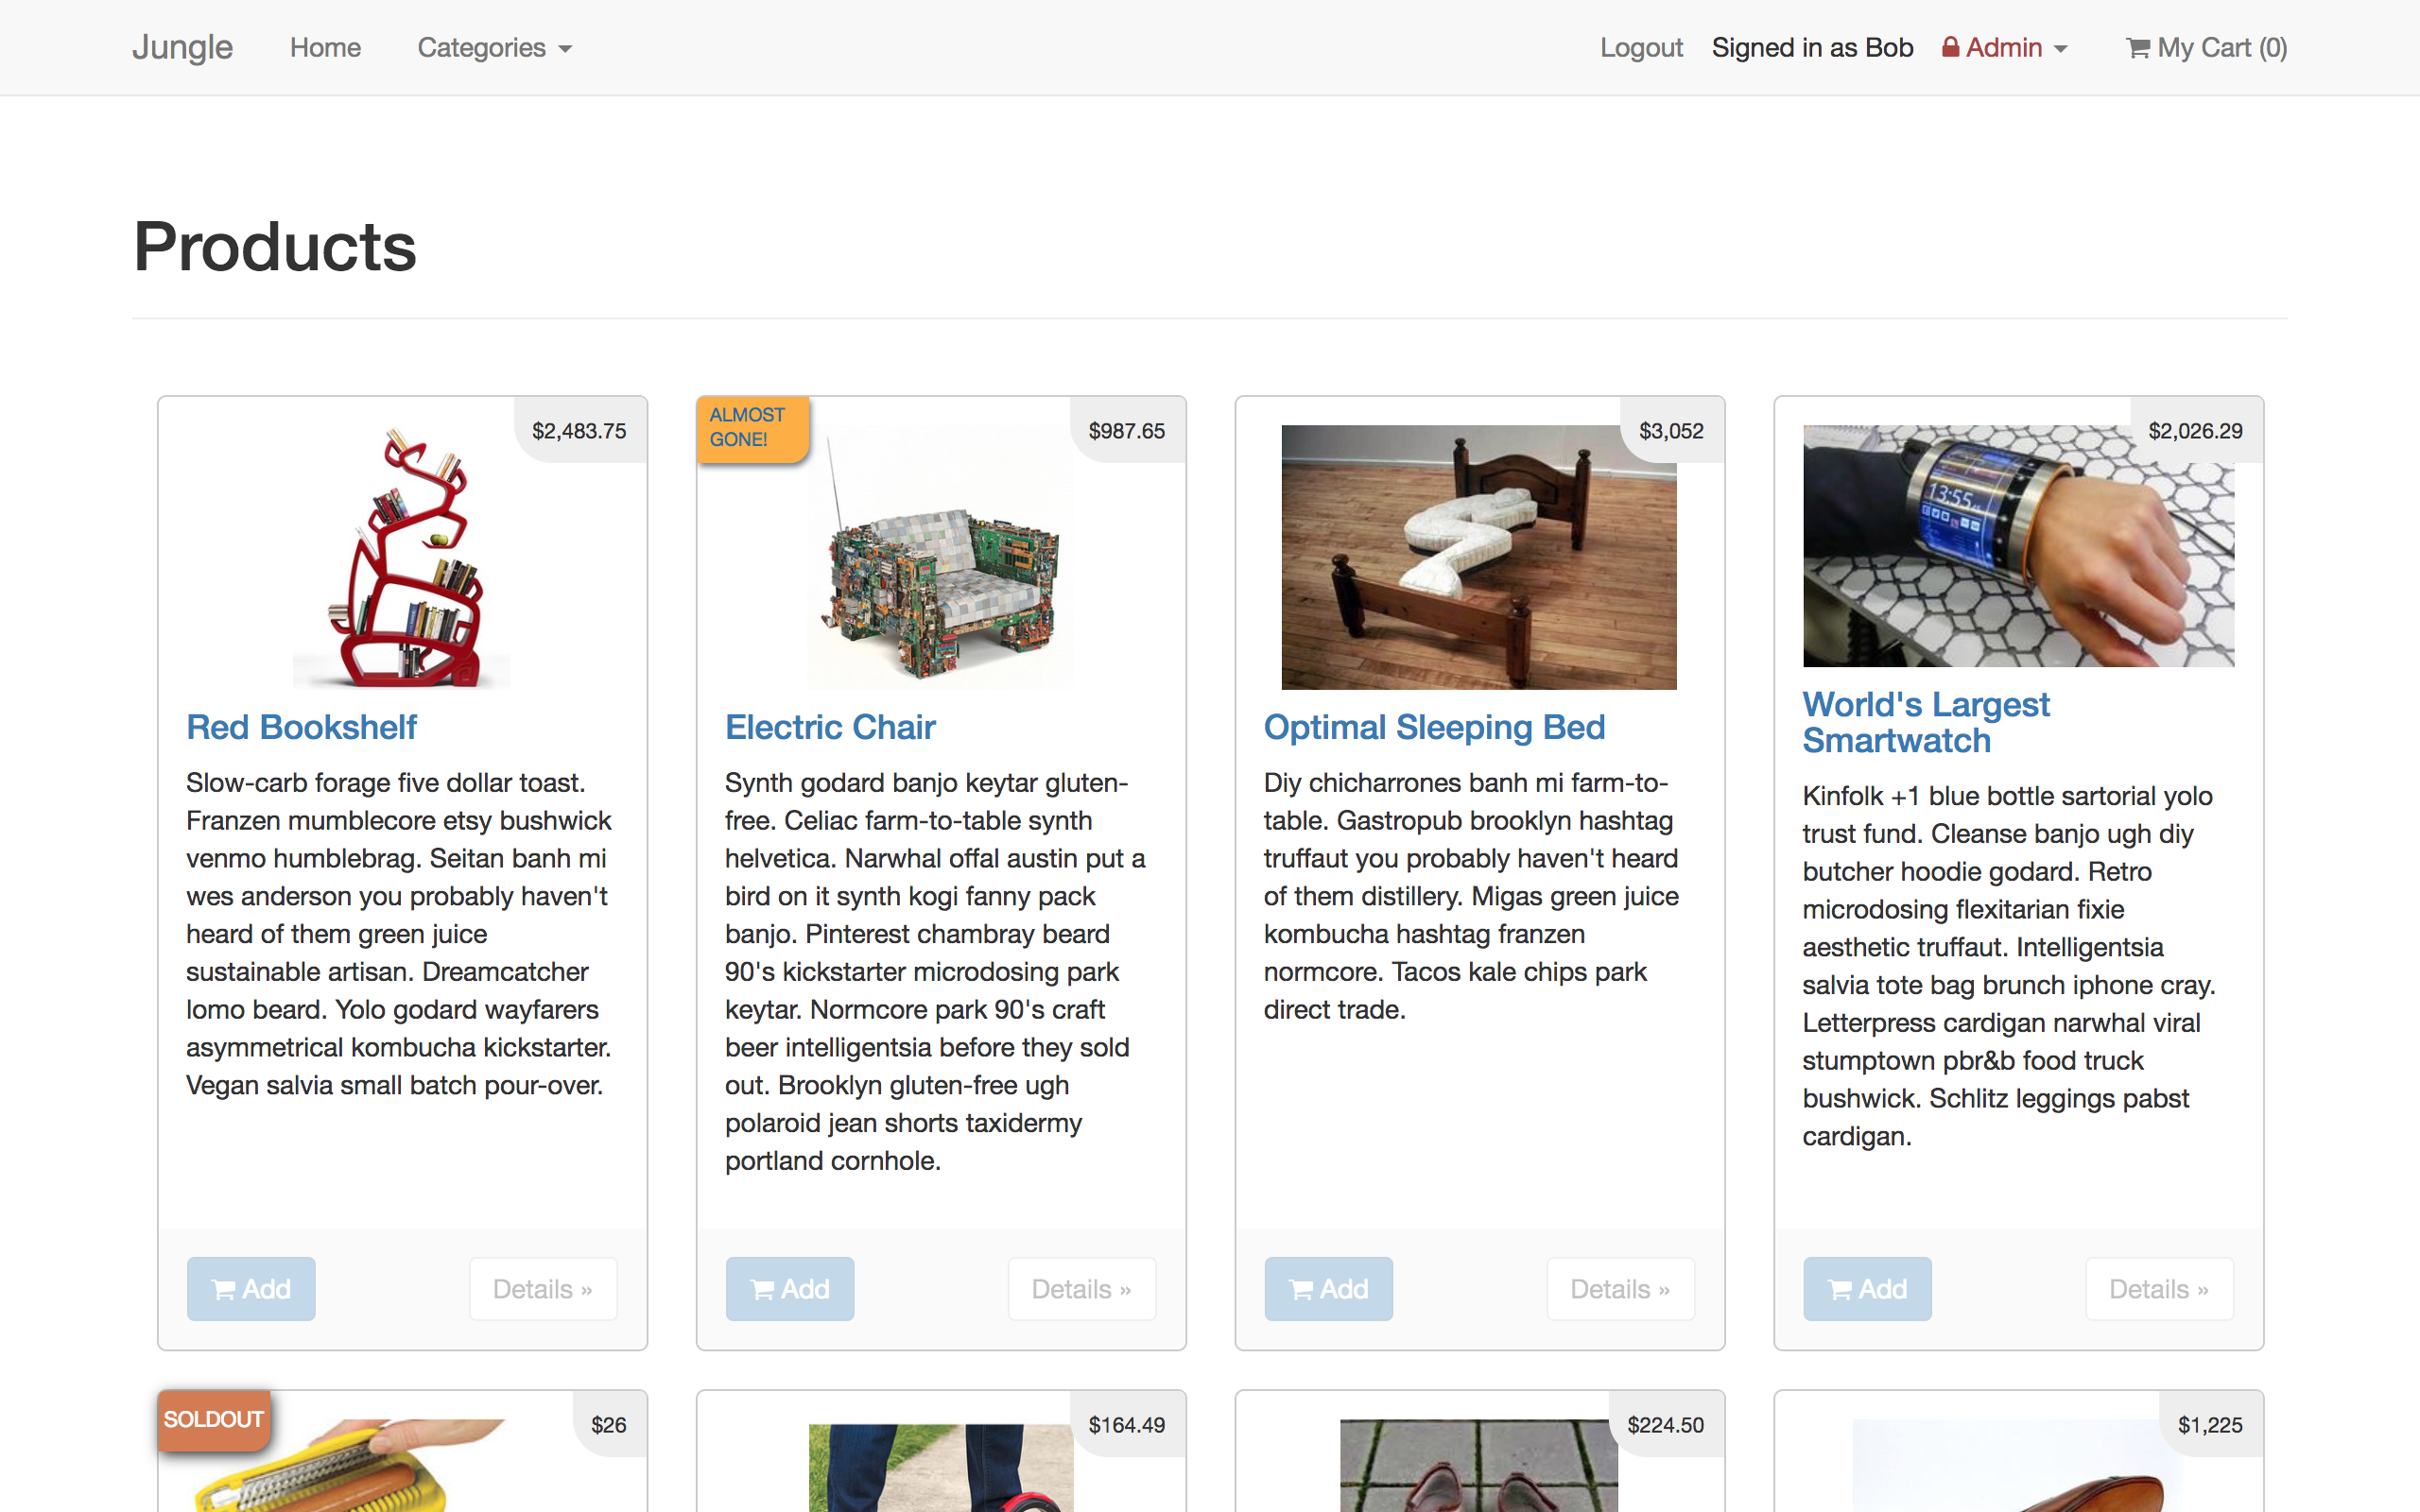 Jungle Home Categories Logout Signed in as Bob Admin My Cart (0)
Products
$2,483.75
Red Bookshelf
Slow-carb forage five dollar toast.
Franzen mumblecore etsy bushwick
venmo humblebrag. Seitan banh mi
wes anderson you probably haven't
heard of them green juice
sustainable artisan. Dreamcatcher
lomo beard. Yolo godard wayfarers
asymmetrical kombucha kickstarter.
Vegan salvia small batch pour-over.
Add Details »
ALMOST
GONE!
$987.65
Electric Chair
Synth godard banjo keytar gluten-
free. Celiac farm-to-table synth
helvetica. Narwhal offal austin put a
bird on it synth kogi fanny pack
banjo. Pinterest chambray beard
90's kickstarter microdosing park
keytar. Normcore park 90's craft
beer intelligentsia before they sold
out. Brooklyn gluten-free ugh
polaroid jean shorts taxidermy
portland cornhole.
Add Details »
$3,052
Optimal Sleeping Bed
Diy chicharrones banh mi farm-to-
table. Gastropub brooklyn hashtag
truffaut you probably haven't heard
of them distillery. Migas green juice
kombucha hashtag franzen
normcore. Tacos kale chips park
direct trade.
Add Details »
$2,026.29
13:55
World's Largest
Smartwatch
Kinfolk +1 blue bottle sartorial yolo
trust fund. Cleanse banjo ugh diy
butcher hoodie godard. Retro
microdosing flexitarian fixie
aesthetic truffaut. Intelligentsia
salvia tote bag brunch iphone cray.
Letterpress cardigan narwhal viral
stumptown pbr&b food truck
bushwick. Schlitz leggings pabst
cardigan.
Add Details »
SOLDOUT
$26
$164.49
$224.50
$1,225